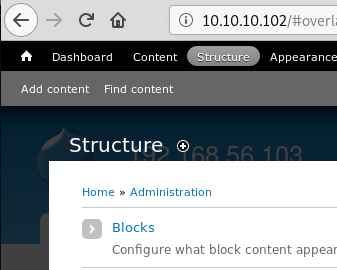 10.10.10.102/#overla
Dashboard Content Structure Appearance
Add content Find content
192.168.56.103
Structure
Home » Administration
Blocks
Configure what block content appear